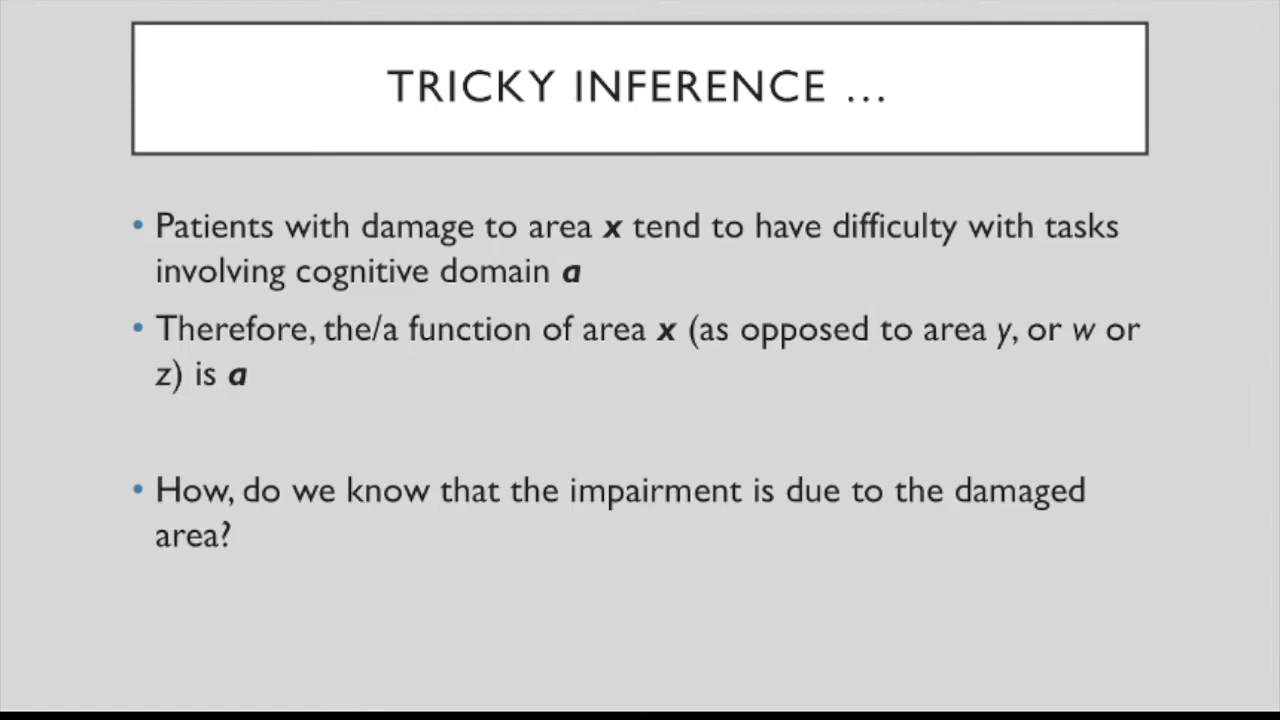 TRICKY INFERENCE ...
• Patients with damage to area x tend to have difficulty with tasks
involving cognitive domain a
• Therefore, the/a function of area x (as opposed to area y, or w or
z) is a
• How, do we know that the impairment is due to the damaged
area?